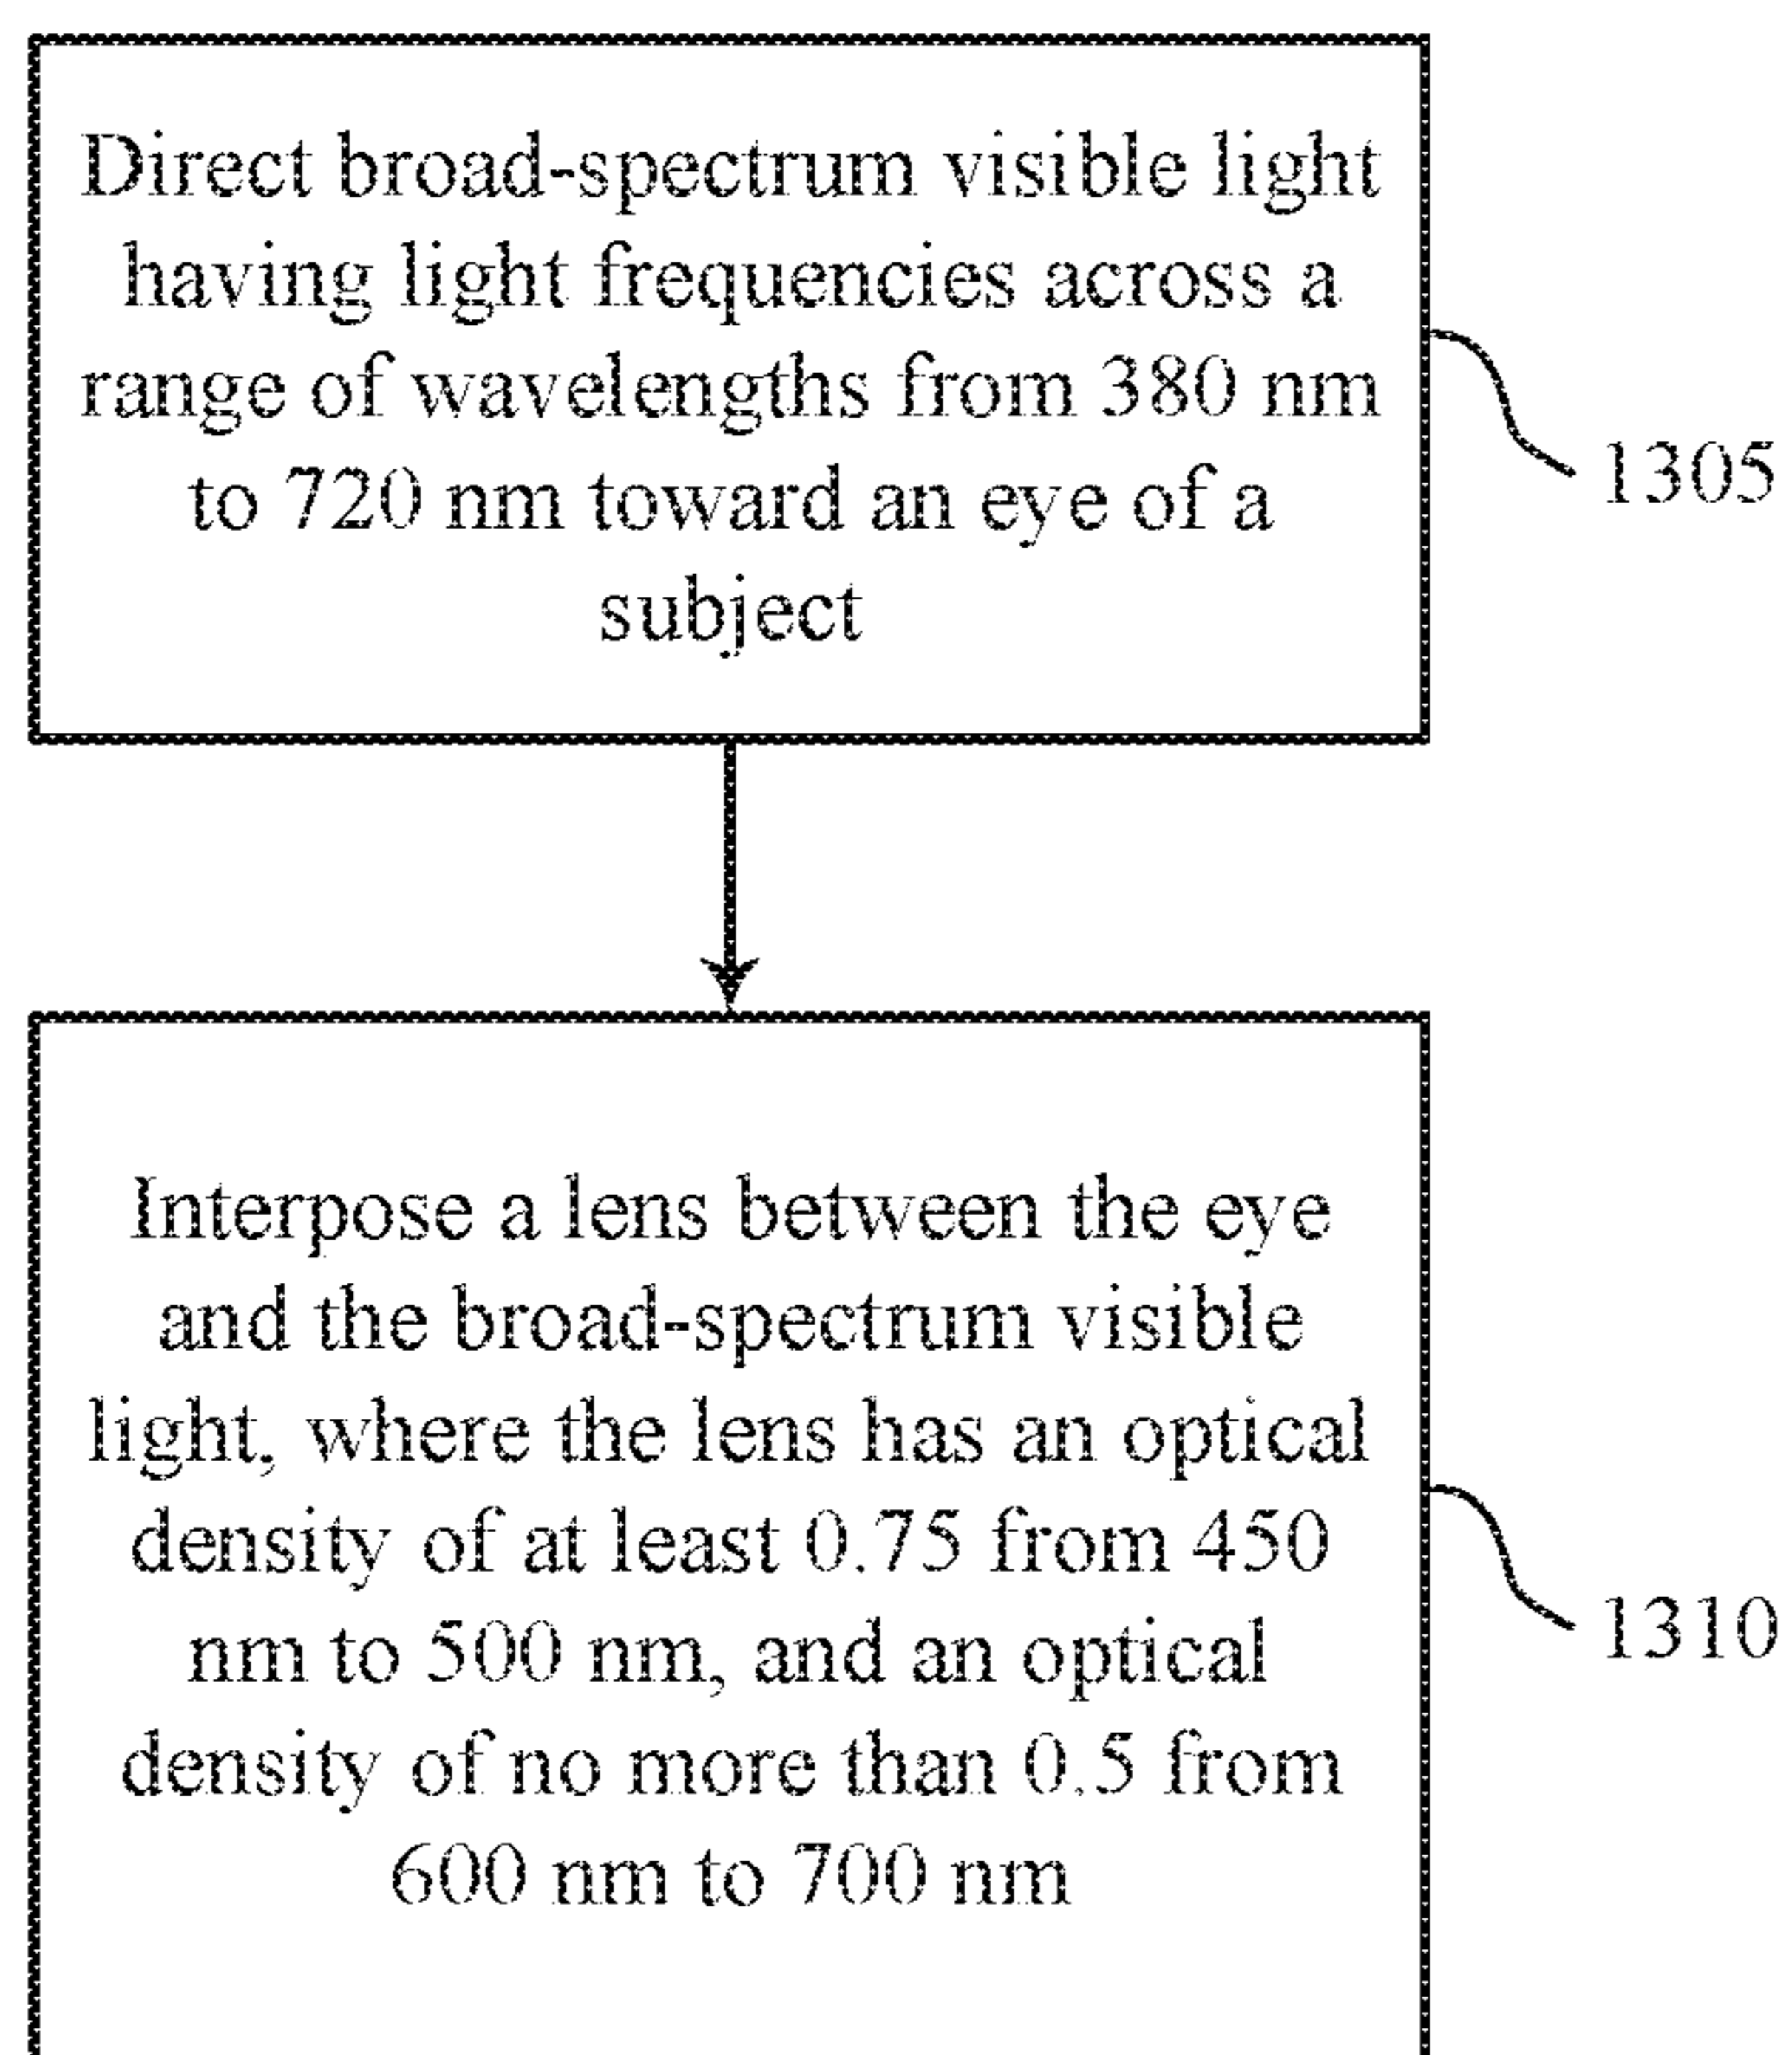 Direct broad-spectrum visible light
having light frequencies across a
range of wavelengths from 380 nm
to 720 nm toward an eye of a
subject
1305
Interpose a lens between the eye
and the broad-spectrum visible
light, where the lens has an optical
density of at least 0.75 from 450
nm to 500 nm, and an optical
density of no more than 0.5 from
600 nm to 700 nm
1310